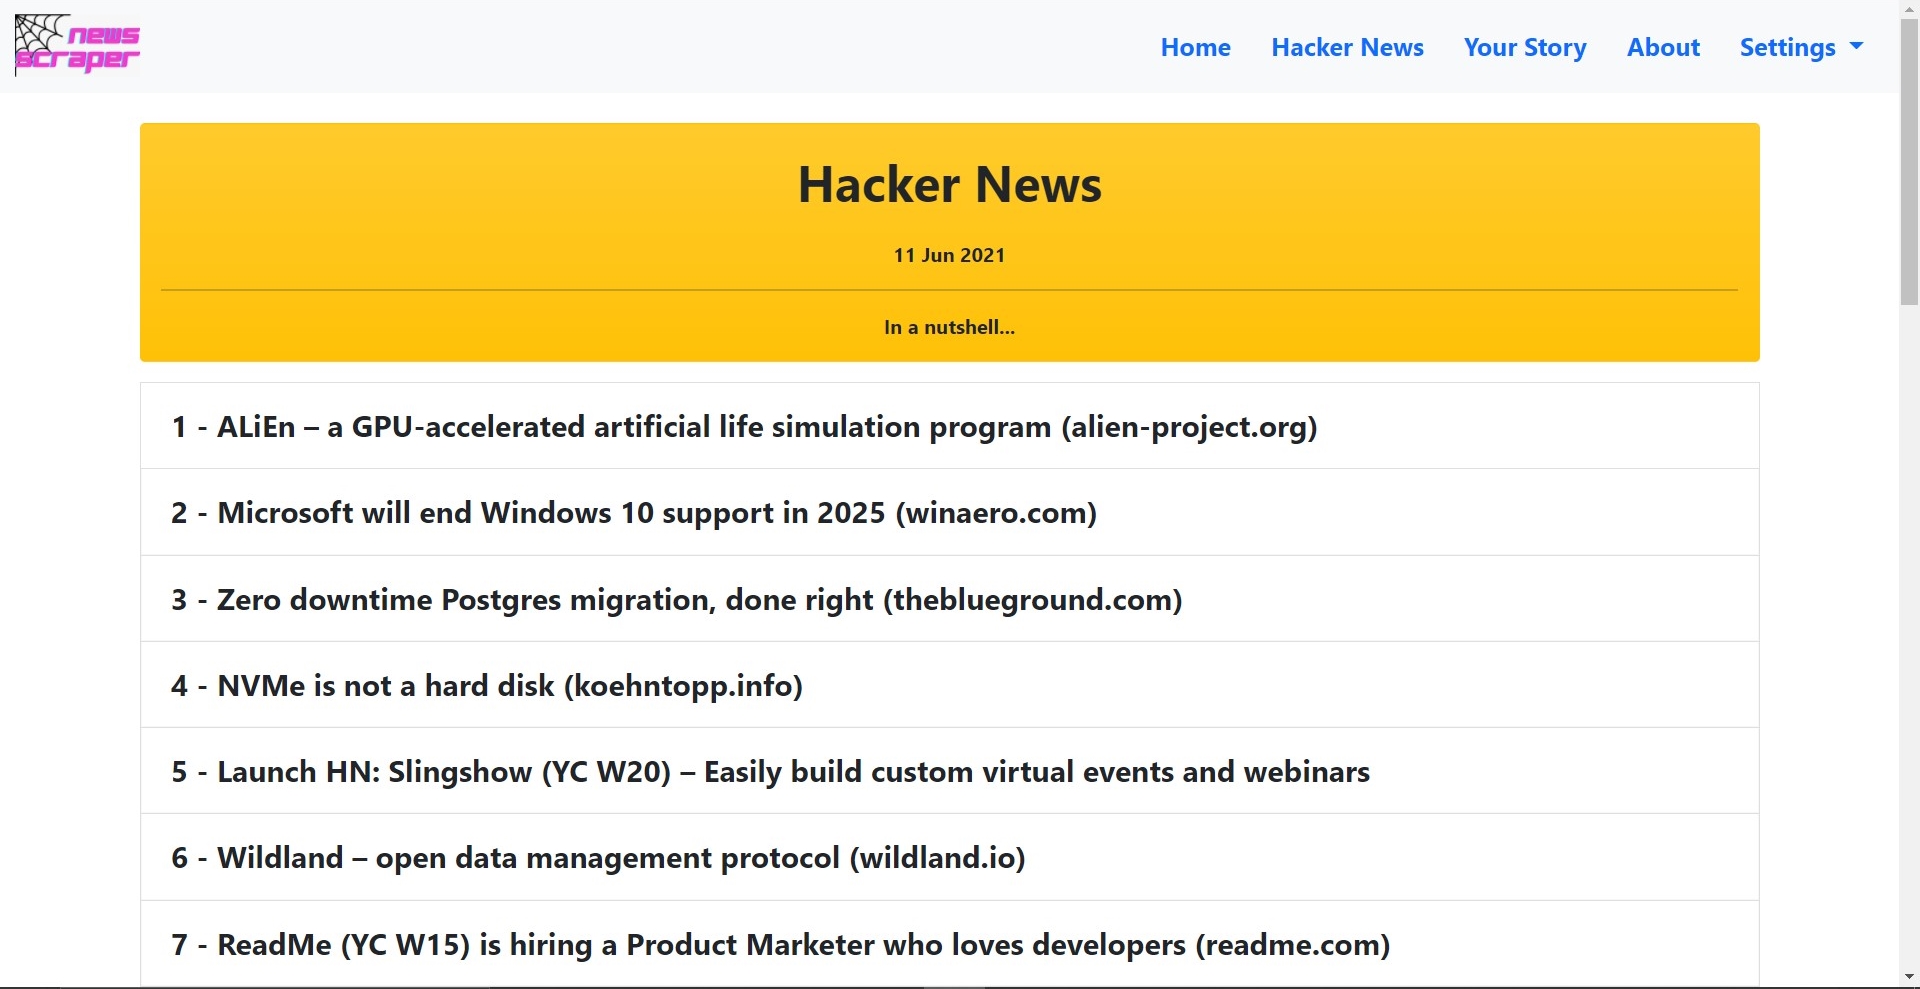 news
scraper
Home
Hacker News
Your Story
About
Settings
Hacker News
11 Jun 2021
In a nutshell...
1 - ALiEn – a GPU-accelerated artificial life simulation program (alien-project.org)
2 - Microsoft will end Windows 10 support in 2025 (winaero.com)
3 - Zero downtime Postgres migration, done right (theblueground.com)
4 - NVMe is not a hard disk (koehntopp.info)
5 - Launch HN: Slingshow (YC W20) – Easily build custom virtual events and webinars
6 - Wildland – open data management protocol (wildland.io)
7 - ReadMe (YC W15) is hiring a Product Marketer who loves developers (readme.com)